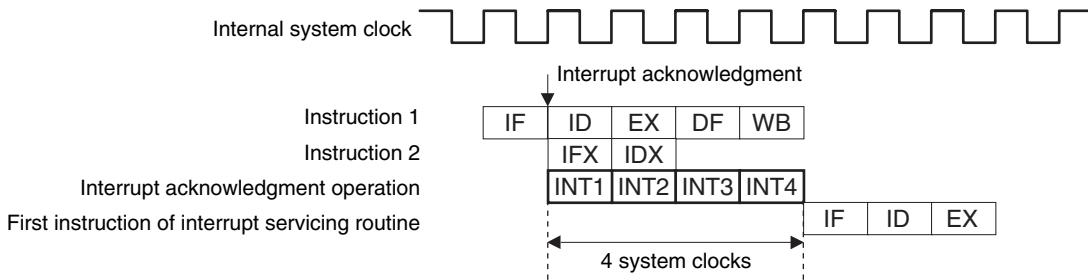 Internal system clock
Interrupt acknowledgment
Instruction 1 IF ID EX DF WB
Instruction 2 IFX IDX
Interrupt acknowledgment operation INT1 INT2 INT3 INT4
First instruction of interrupt servicing routine IF ID EX
4 system clocks